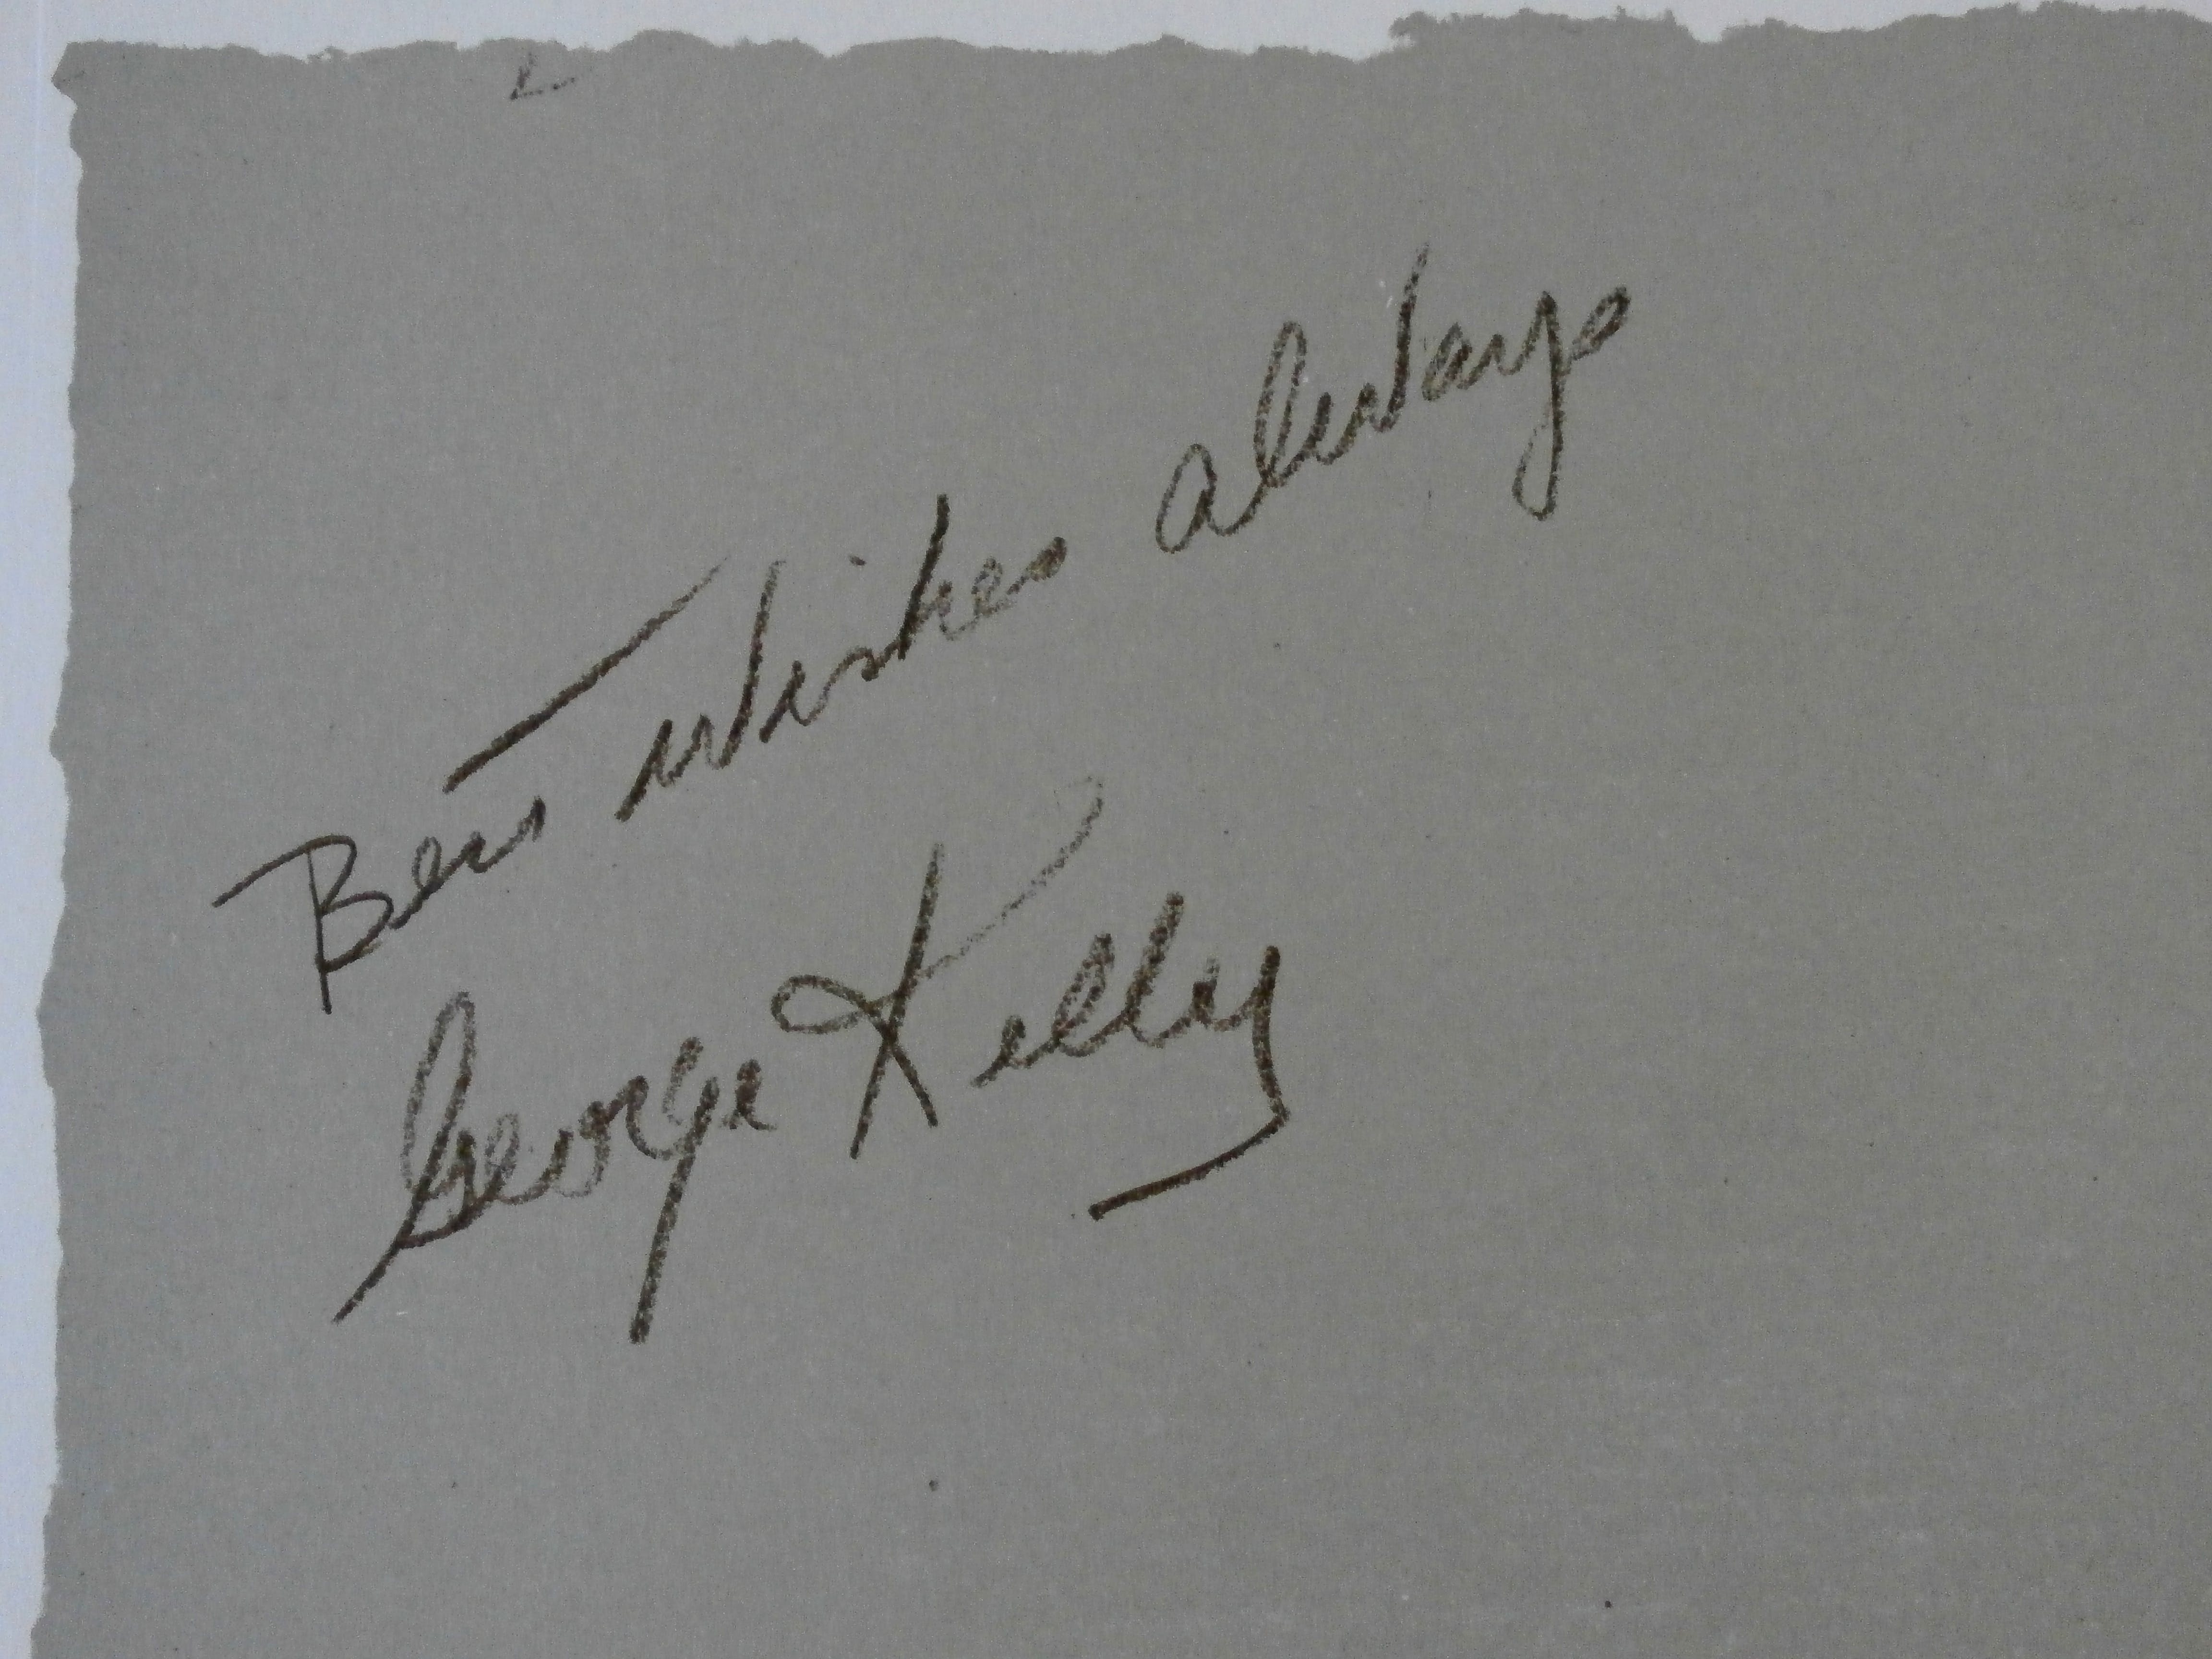 Best wishes always
George Kelly